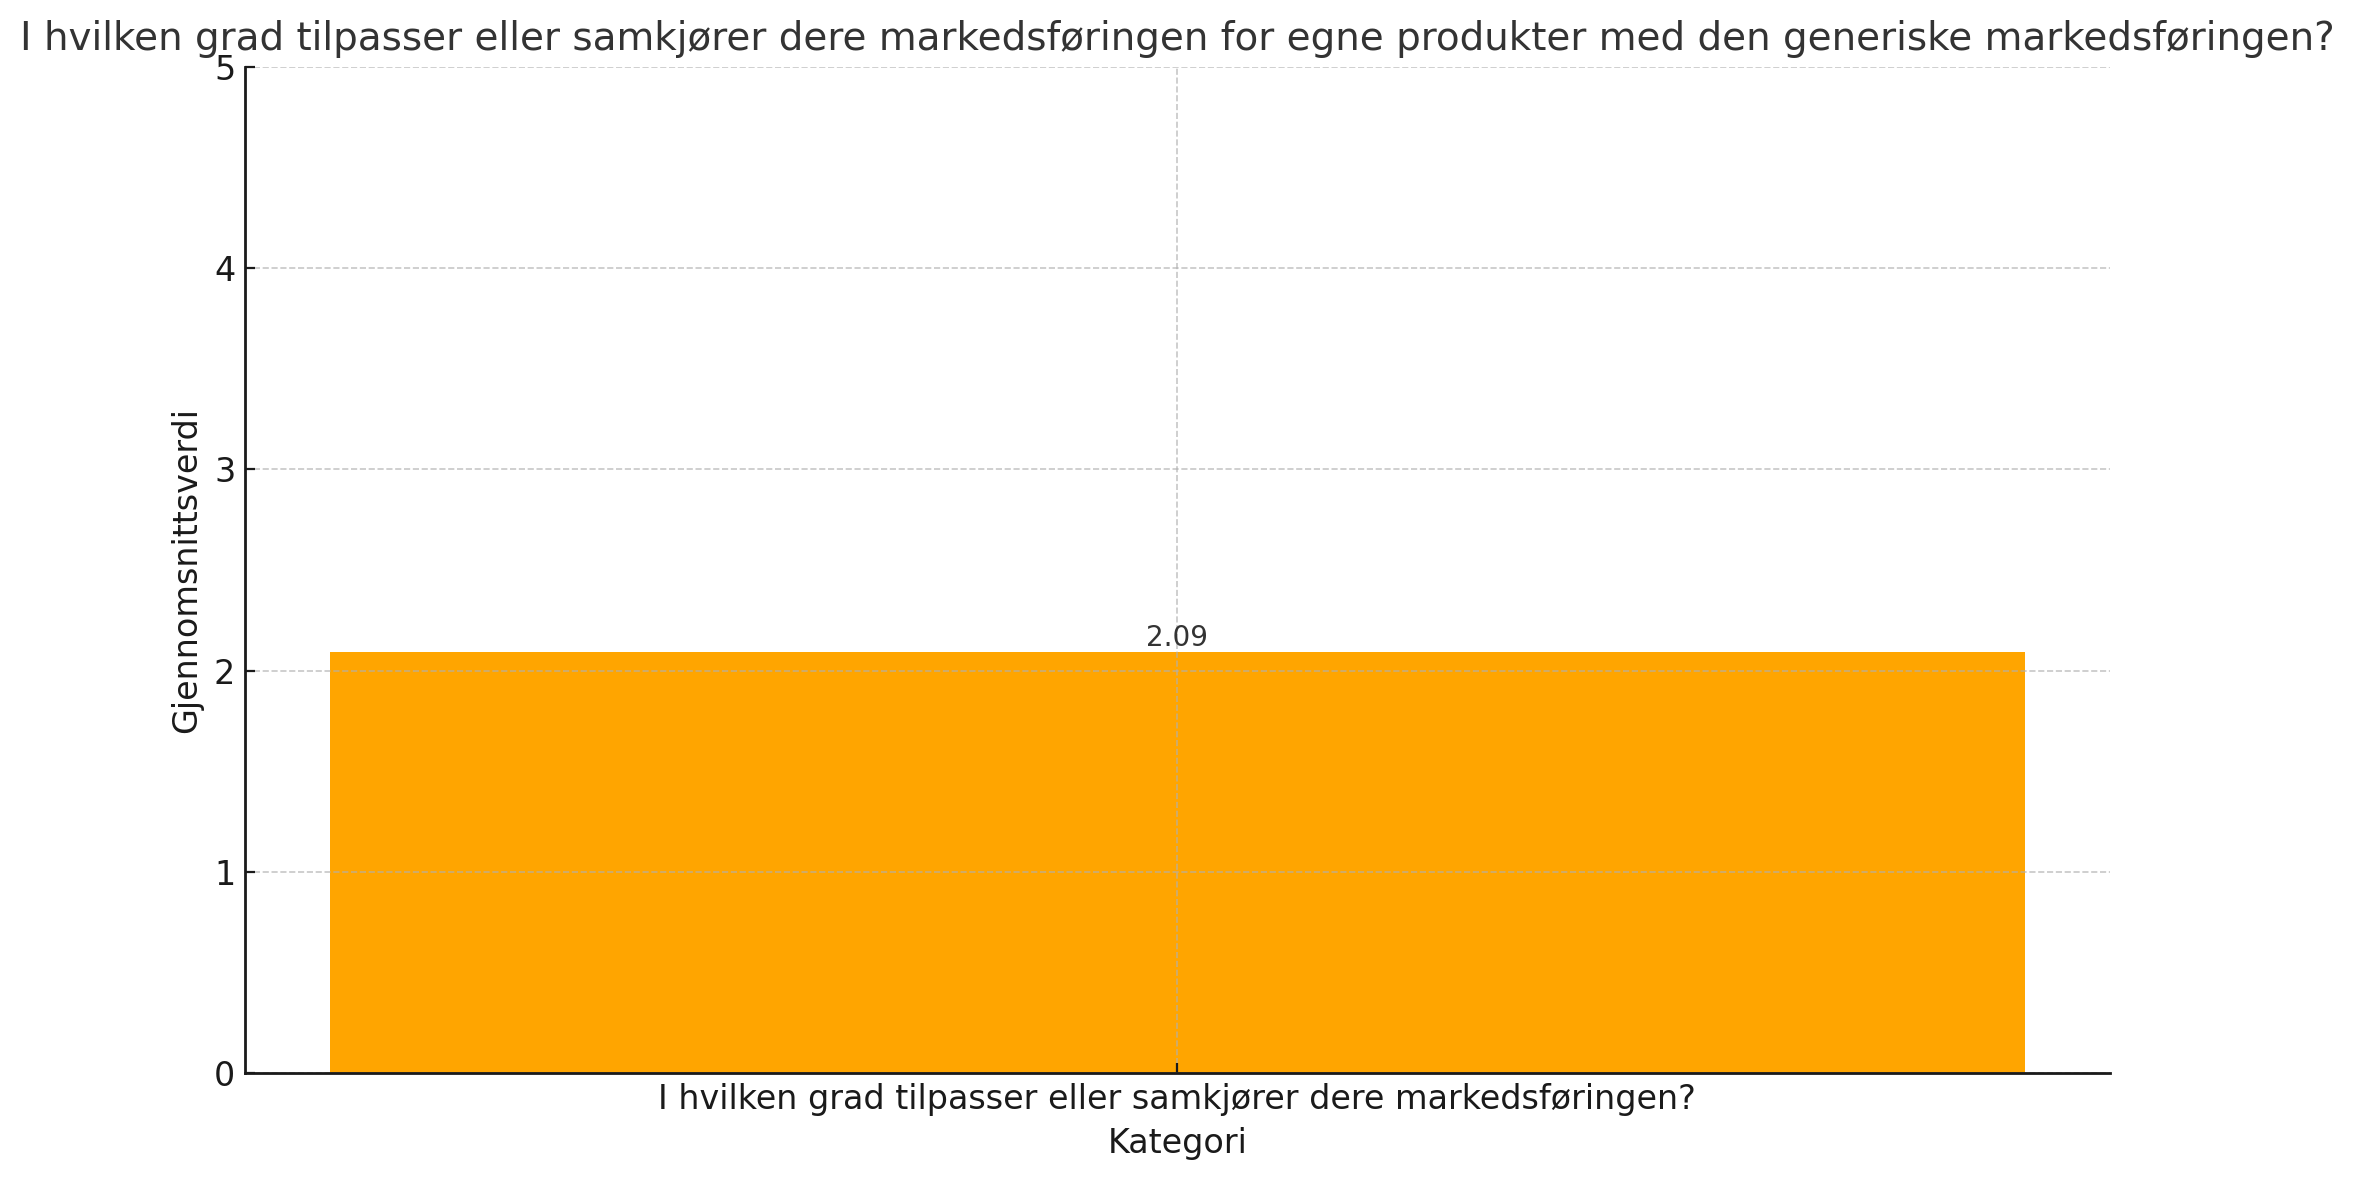 I hvilken grad tilpasser eller samkjører dere markedsføringen for egne produkter med den generiske markedsføringen?
5
4
3
2
1
0
Gjennomsnittsverdi
2.09
I hvilken grad tilpasser eller samkjører dere markedsføringen?
Kategori